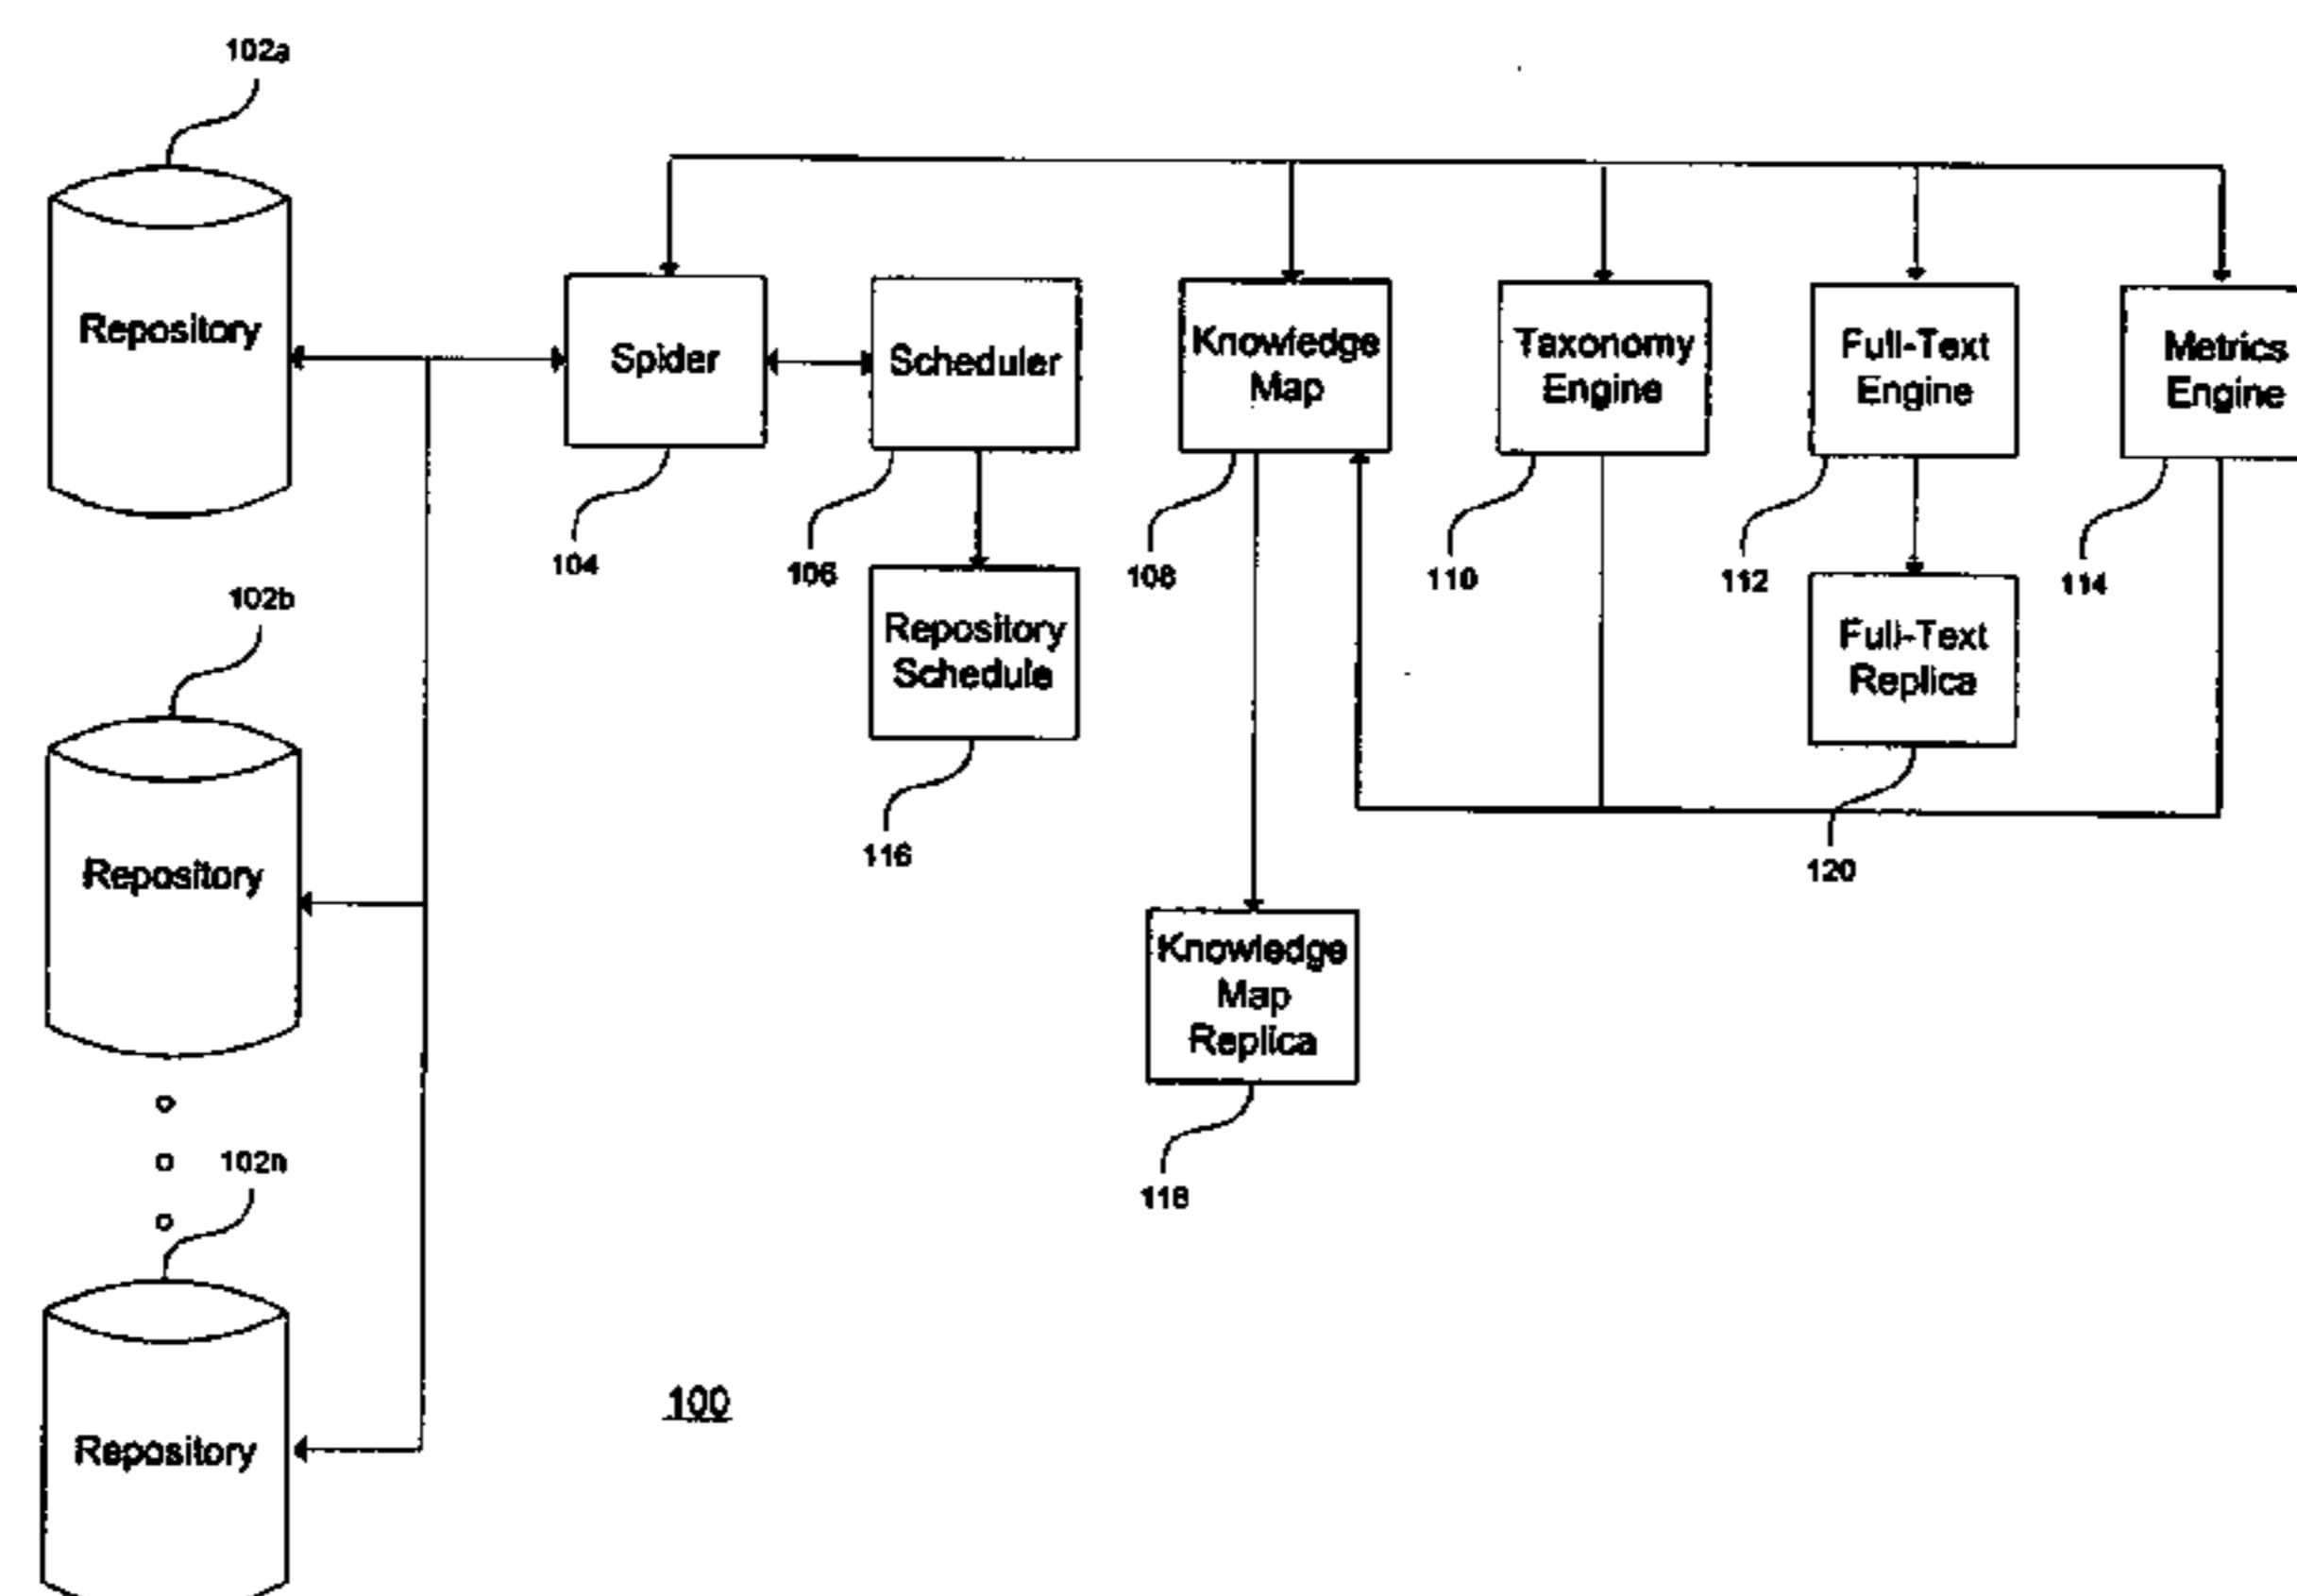 102a
Repository
Spider
Scheduler
Knowledge
Map
Taxonomy
Engine
Full-Text
Engine
Metrics
Engine
104
106
108
110
112
114
102b
Repository
Schedule
Full-Text
Replica
116
120
Repository
Knowledge
Map
Replica
118
102n
100
Repository